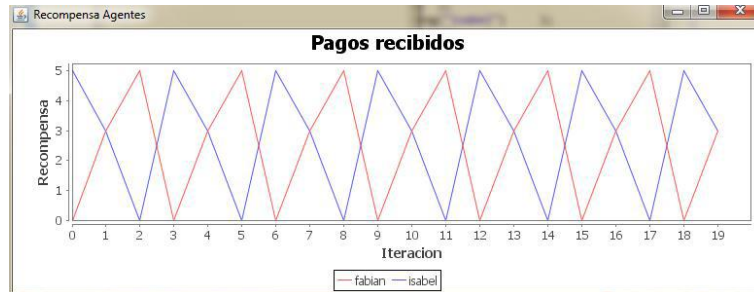 Recompensa Agentes
Pagos recibidos
Recompensa
5
4
3
2
1
0
0 1 2 3 4 5 6 7 8 9 10 11 12 13 14 15 16 17 18 19
Iteracion
fabian isabel